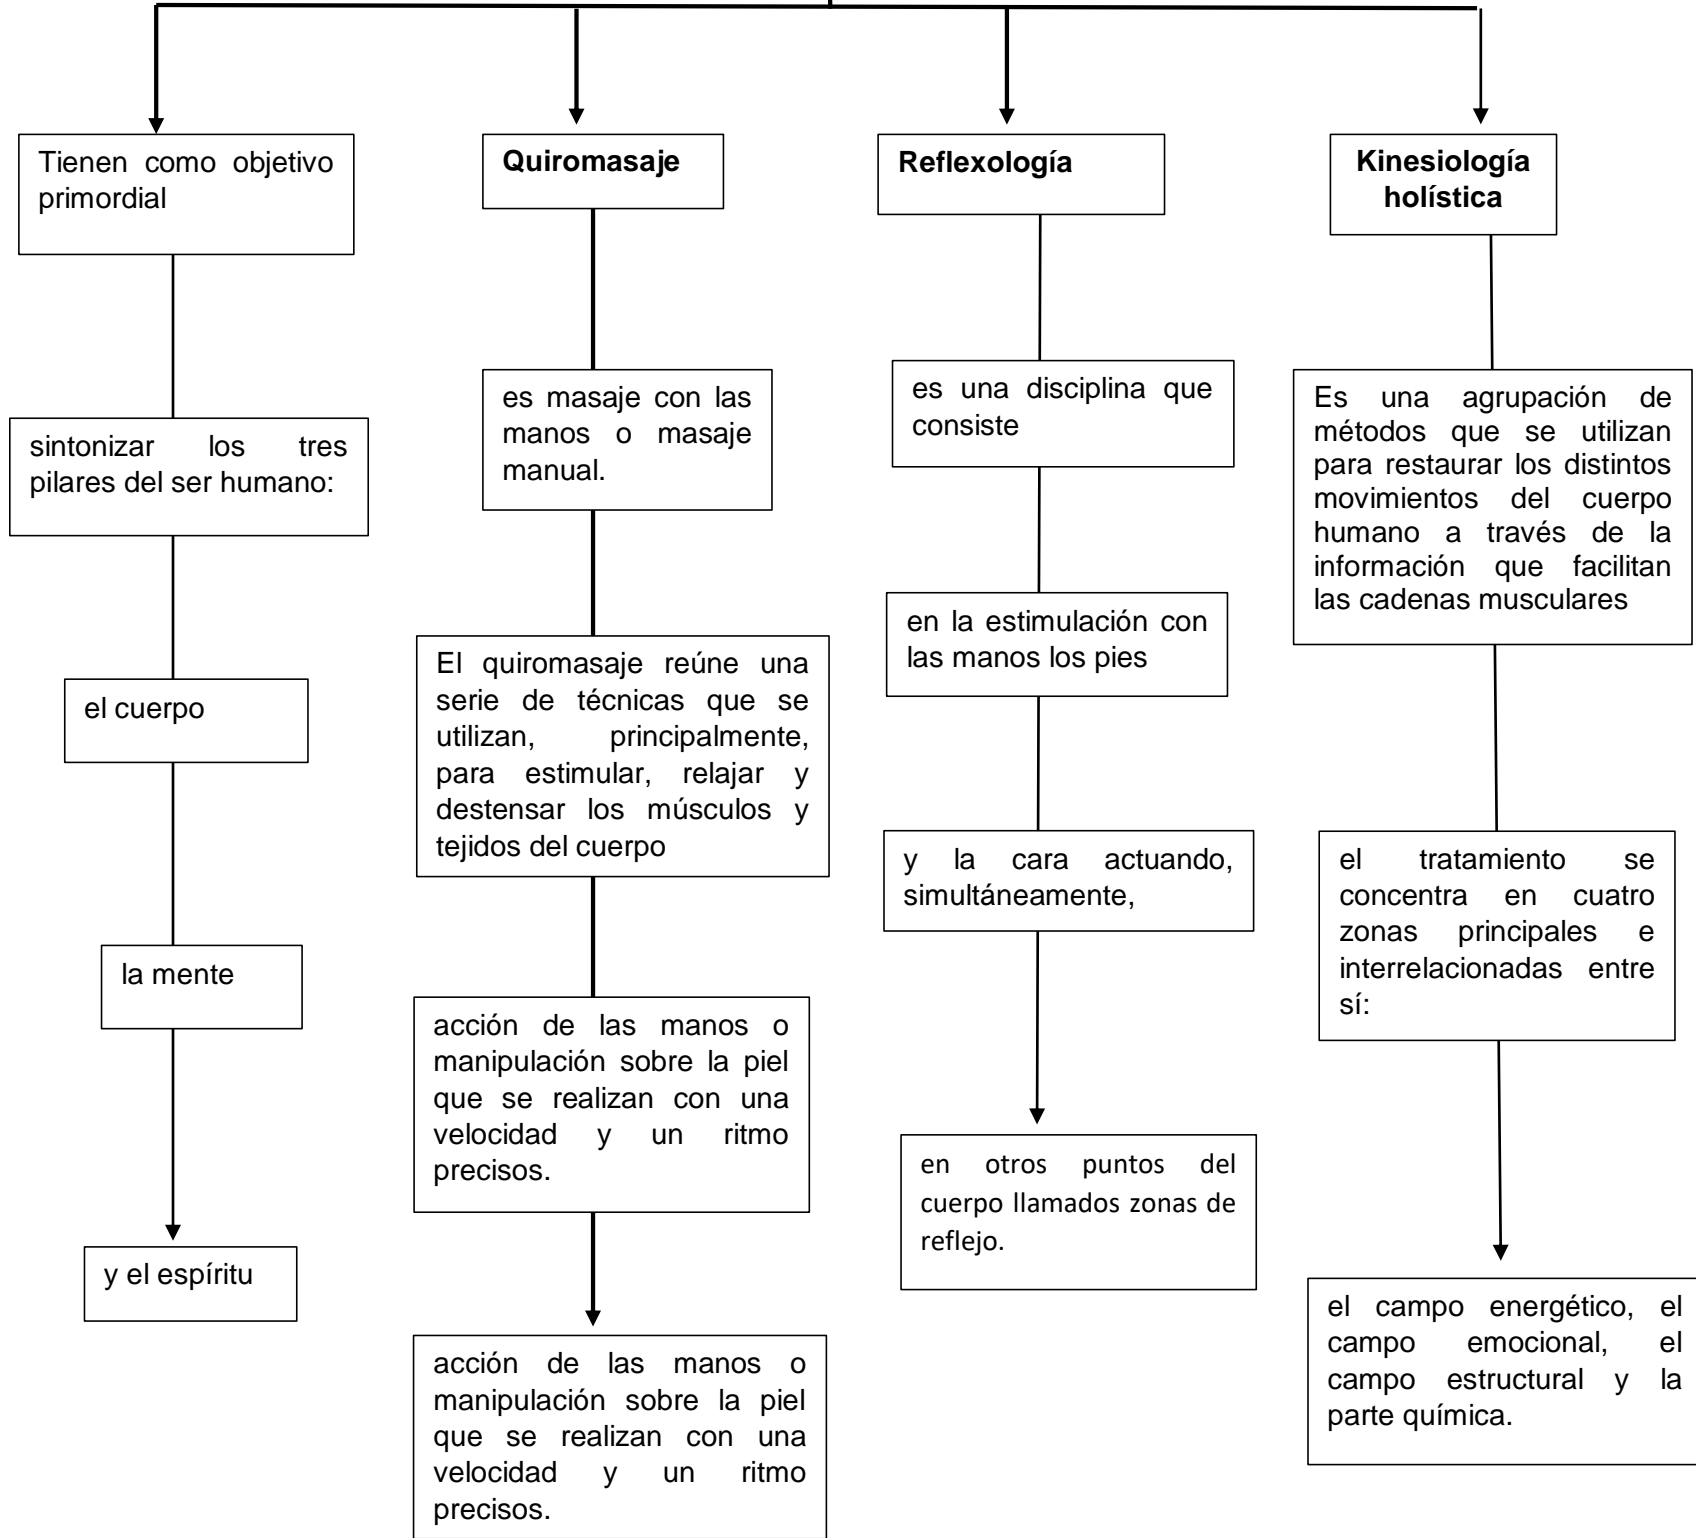 Tienen como objetivo
primordial
sintonizar los tres
pilares del ser humano:
el cuerpo
la mente
y el espíritu
Quiromasaje
es masaje con las
manos o masaje
manual.
El quiromasaje reúne una
serie de técnicas que se
utilizan, principalmente,
para estimular, relajar y
destensar los músculos y
tejidos del cuerpo
acción de las manos o
manipulación sobre la piel
que se realizan con una
velocidad y un ritmo
precisos.
acción de las manos o
manipulación sobre la piel
que se realizan con una
velocidad y un ritmo
precisos.
Reflexología
es una disciplina que
consiste
en la estimulación con
las manos los pies
y la cara actuando,
simultáneamente,
en otros puntos del
cuerpo llamados zonas de
reflejo.
Kinesiología
holística
Es una agrupación de
métodos que se utilizan
para restaurar los distintos
movimientos del cuerpo
humano a través de la
información que facilitan
las cadenas musculares
el tratamiento se
concentra en cuatro
zonas principales e
interrelacionadas entre
sí:
el campo energético, el
campo emocional, el
campo estructural y la
parte química.